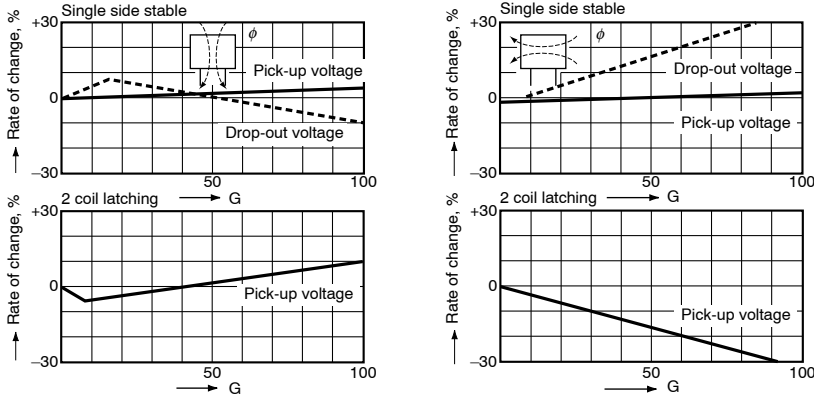 Single side stable
Rate of change, %
+30
0
−30
ϕ
Pick-up voltage
Drop-out voltage
50
100
G
Single side stable
Rate of change, %
+30
0
−30
ϕ
Drop-out voltage
Pick-up voltage
50
100
G
2 coil latching
Rate of change, %
+30
0
−30
Pick-up voltage
50
100
G
2 coil latching
Rate of change, %
+30
0
−30
Pick-up voltage
50
100
G